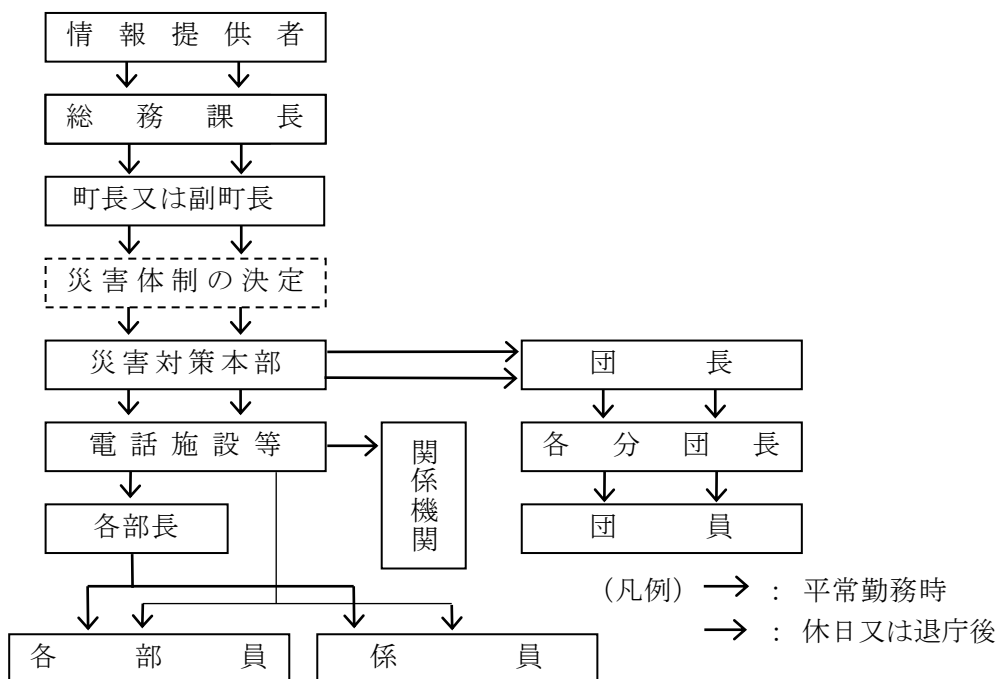 情報提供者
総務課長
町長又は副町長
災害体制の決定
災害対策本部
団長
電話施設等
関係機関
各分団長
各部長
団員
(凡例) → : 平常勤務時
→ : 休日又は退庁後
各部員
係員